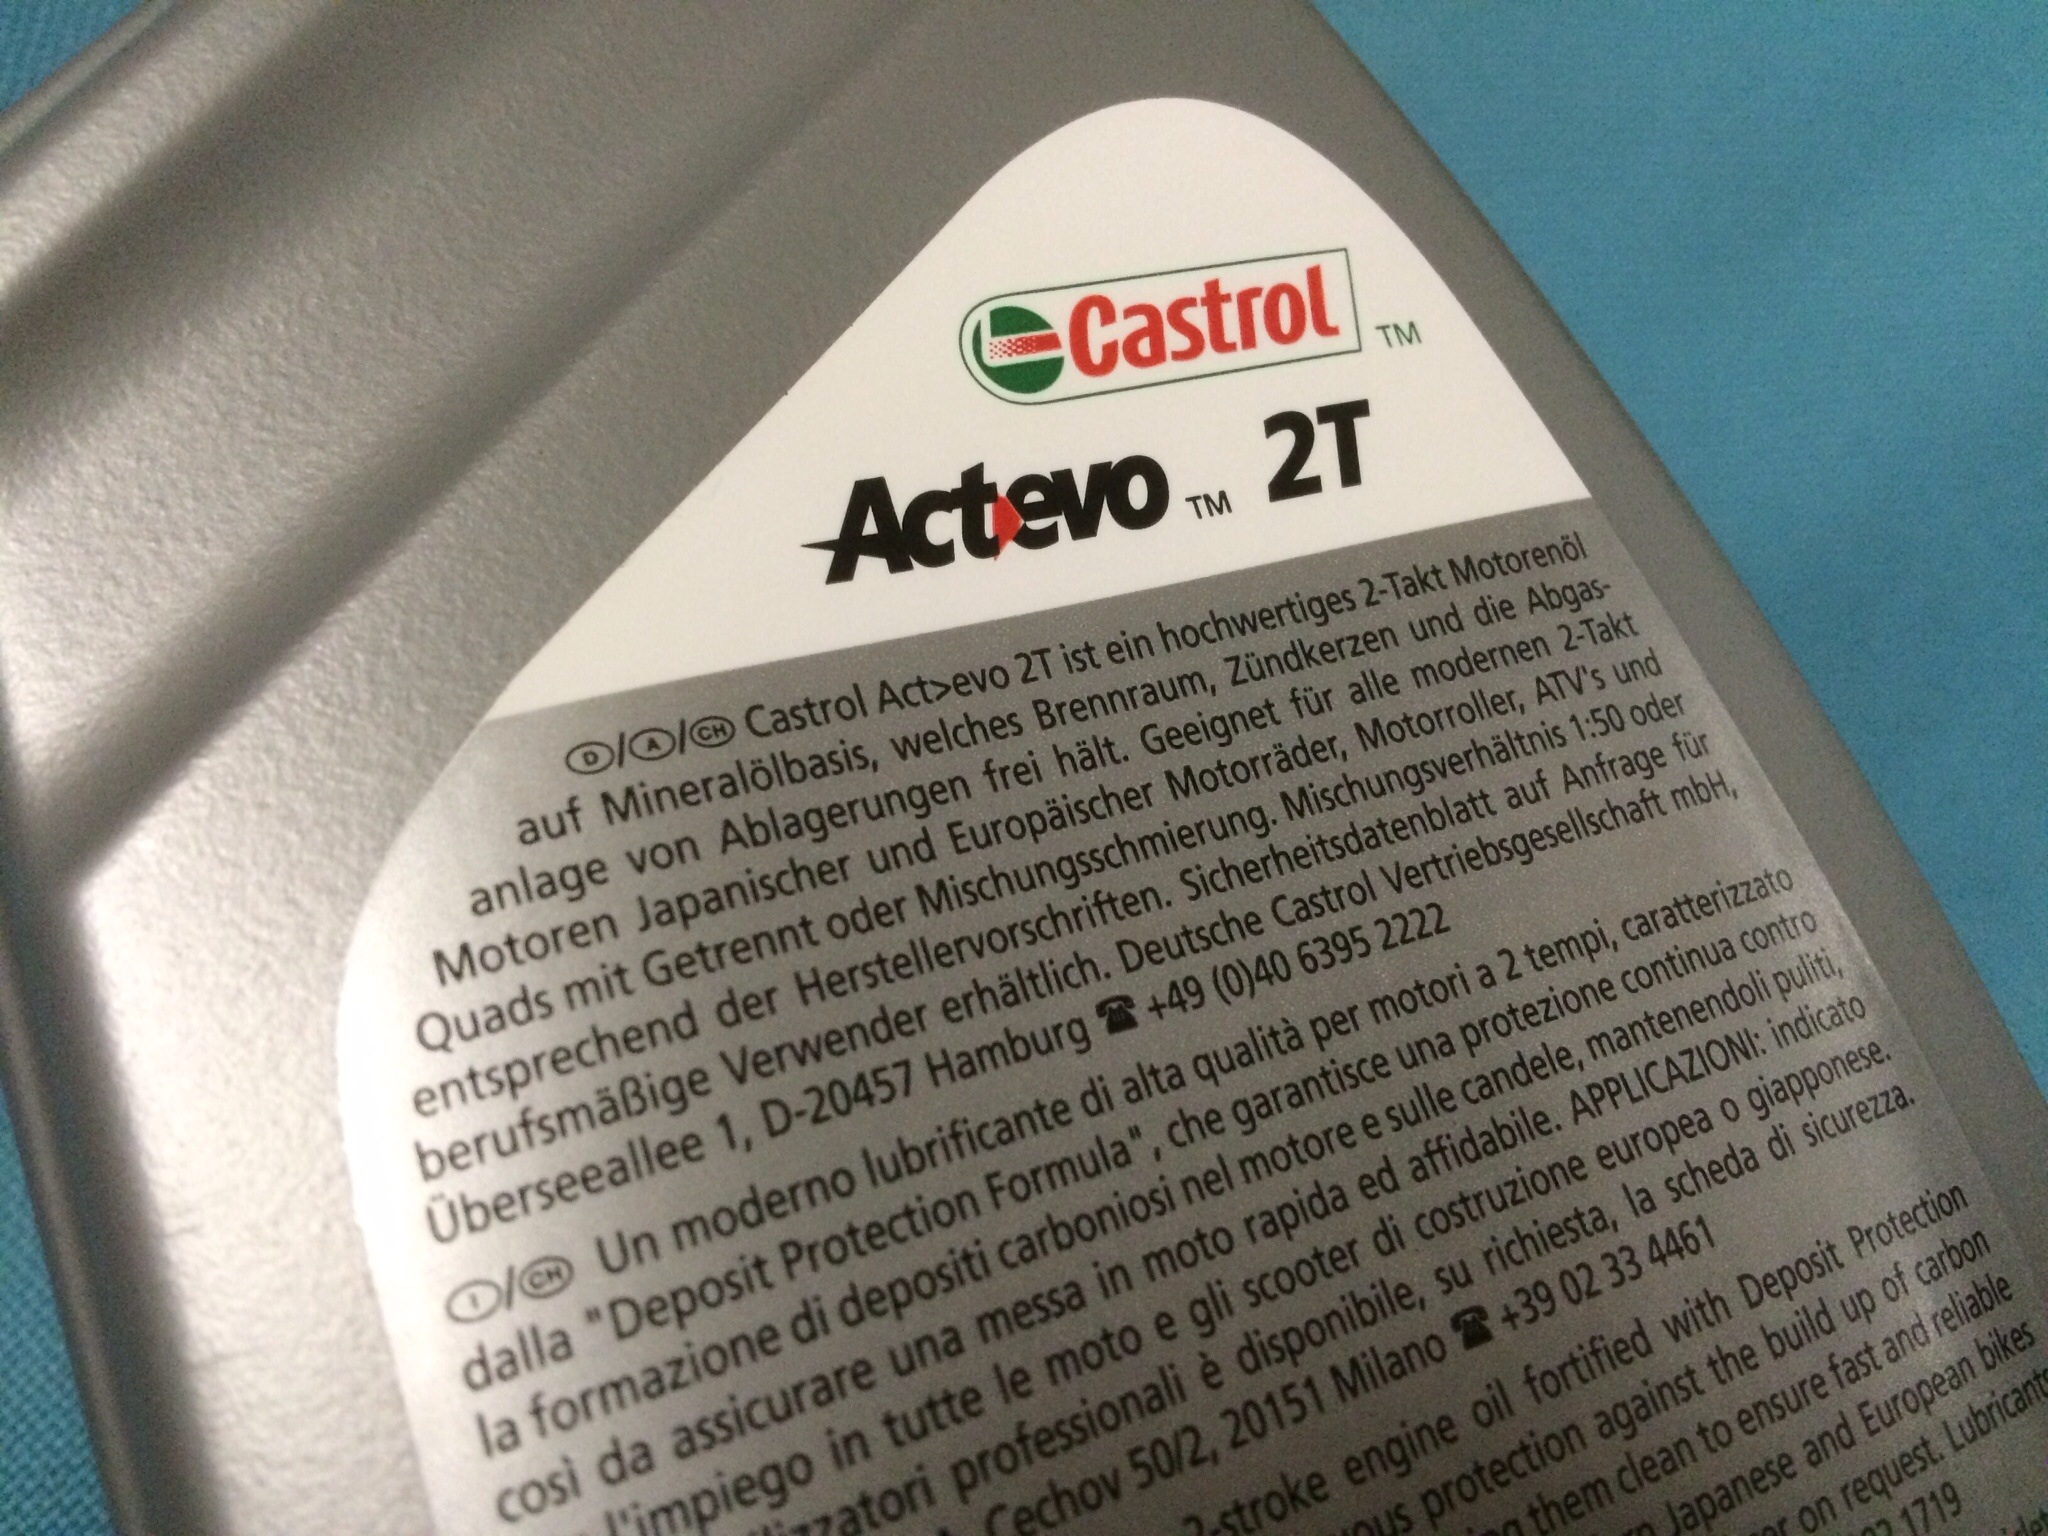 Castrol TM
Actevo TM 2T
D/A/CH Castrol Act>evo 2T ist ein hochwertiges 2-Takt Motorenöl
auf Mineralölbasis, welches Brennraum, Zündkerzen und die Abgas-
anlage von Ablagerungen frei hält. Geeignet für alle modernen 2-Takt
Motoren Japanischer und Europäischer Motorräder, Motorroller, ATV's und
Quads mit Getrennt oder Mischungsschmierung. Mischungsverhältnis 1:50 oder
entsprechend der Herstellervorschriften. Sicherheitsdatenblatt auf Anfrage für
berufsmäßige Verwender erhältlich. Deutsche Castrol Vertriebsgesellschaft mbH,
Überseeallee 1, D-20457 Hamburg ☎ +49 (0)40 6395 2222
I/CH Un moderno lubrificante di alta qualità per motori a 2 tempi, caratterizzato
dalla "Deposit Protection Formula", che garantisce una protezione continua contro
la formazione di depositi carboniosi nel motore e sulle candele, mantenendoli puliti,
così da assicurare una messa in moto rapida ed affidabile. APPLICAZIONI: indicato
l'impiego in tutte le moto e gli scooter di costruzione europea o giapponese.
professionali è disponibile, su richiesta, la scheda di sicurezza.
Cechov 50/2, 20151 Milano ☎ +39 02 33 4461
2-stroke engine oil fortified with Deposit Protection
protection against the build up of carbon
them clean to ensure fast and reliable
Japanese and European bikes
on request. Lubricants
1719